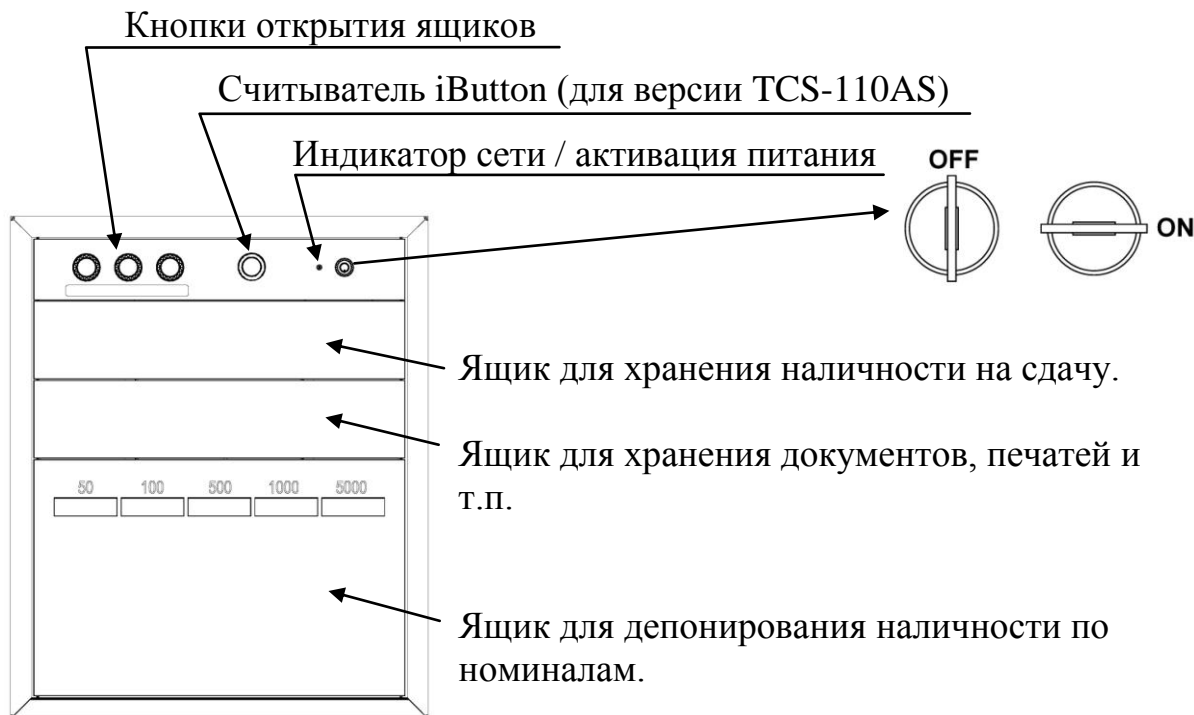 Кнопки открытия ящиков
Считыватель iButton (для версии TCS-110AS)
Индикатор сети / активация питания
OFF
ON
Ящик для хранения наличности на сдачу.
Ящик для хранения документов, печатей и
т.п.
50 100 500 1000 5000
Ящик для депонирования наличности по
номиналам.